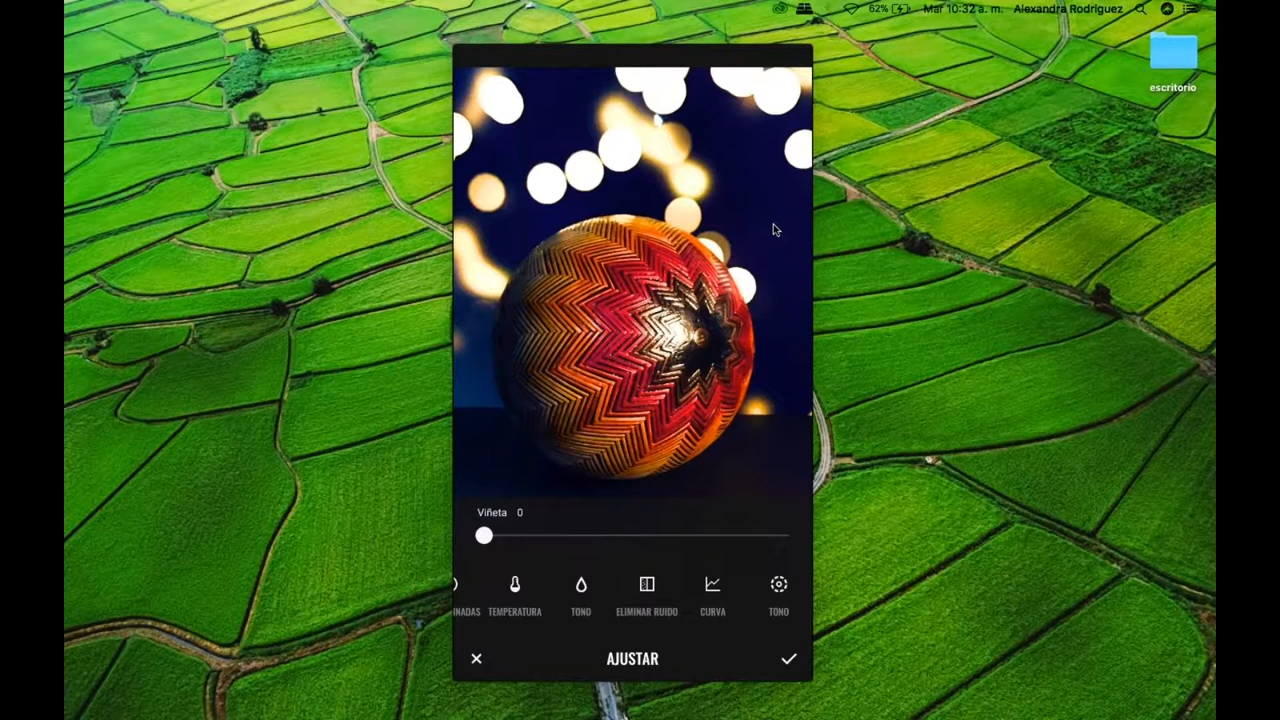 62% Mar 10:32 a. m. Alexandra Rodriguez
escritorio
Viñeta 0
INADAS TEMPERATURA TONO ELIMINAR RUIDO CURVA TONO
AJUSTAR